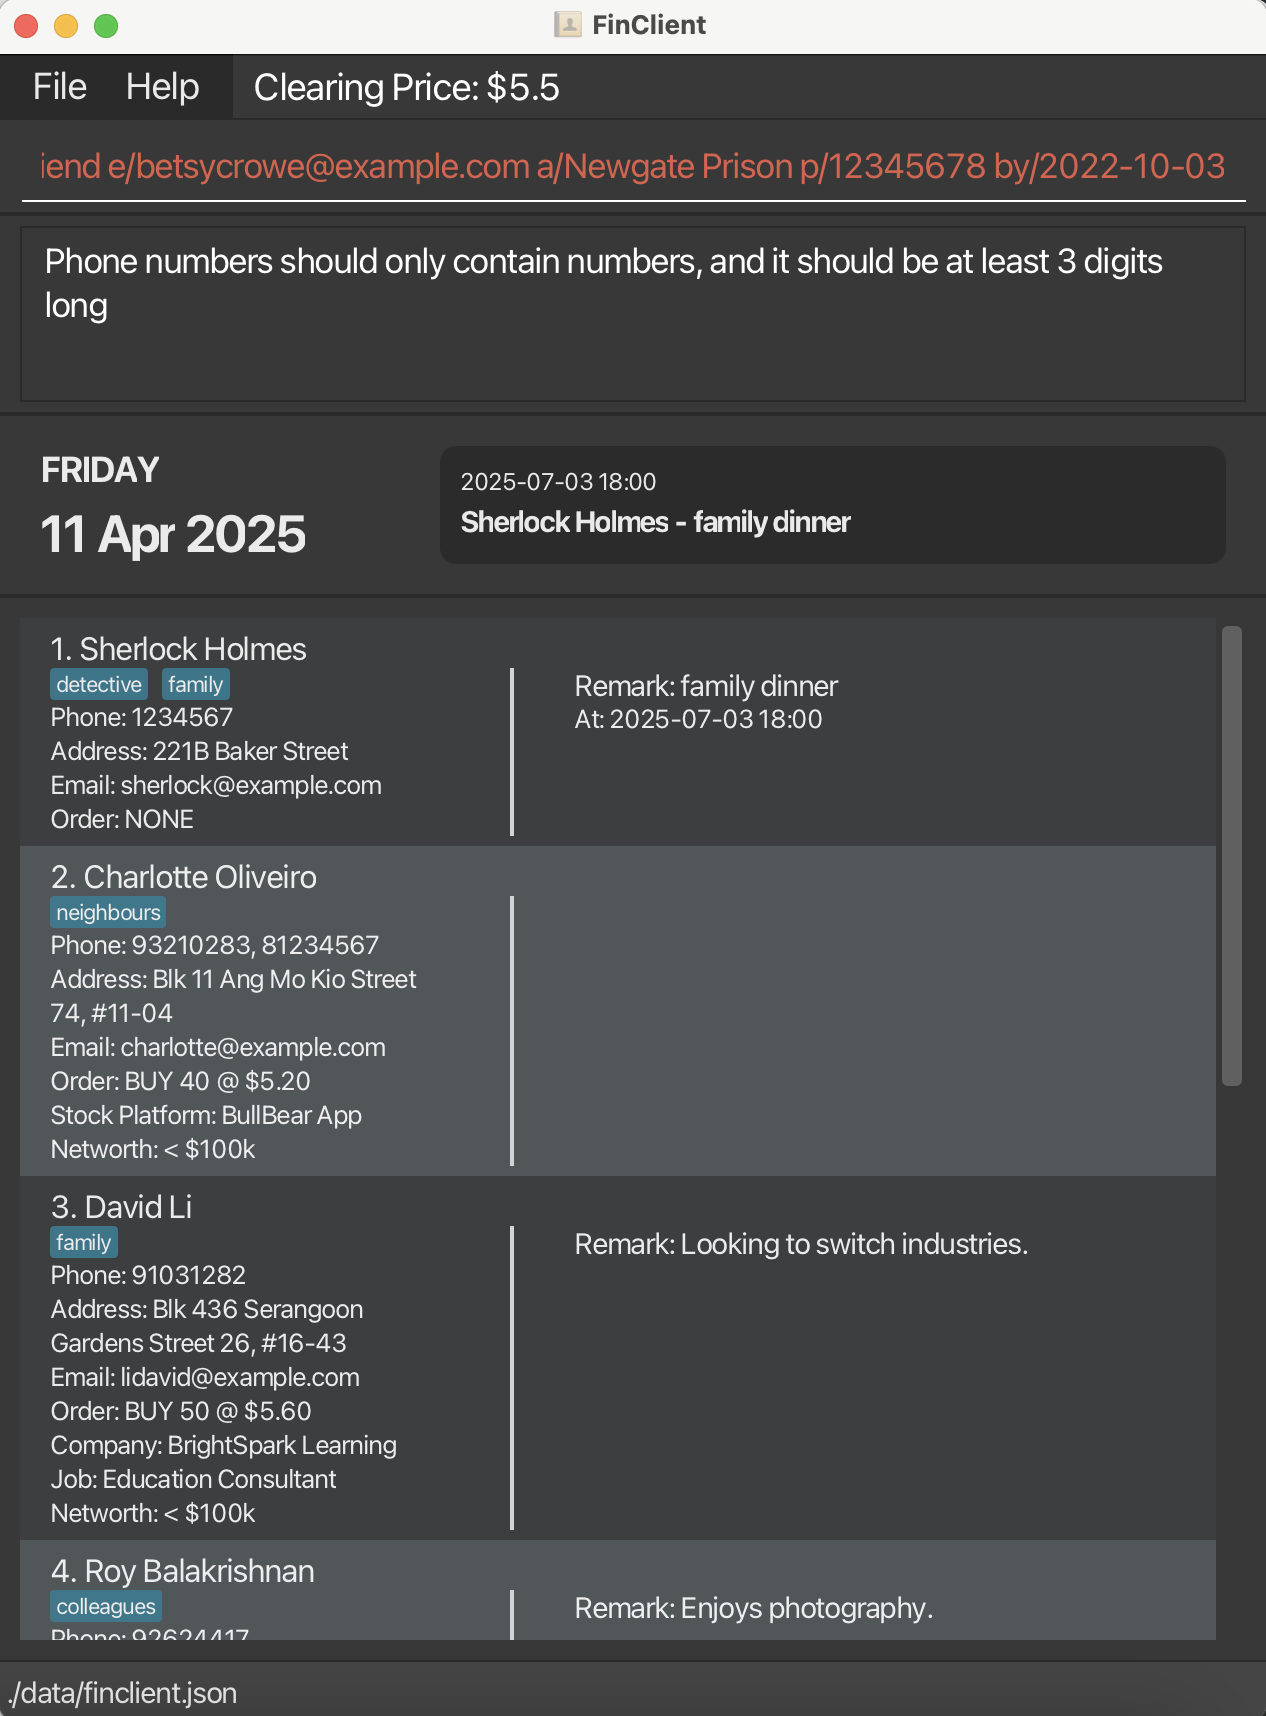 FinClient
File Help Clearing Price: $5.5
iend e/betsycrowe@example.com a/Newgate Prison p/12345678 by/2022-10-03
Phone numbers should only contain numbers, and it should be at least 3 digits
long
FRIDAY
11 Apr 2025
2025-07-03 18:00
Sherlock Holmes - family dinner
1. Sherlock Holmes
detective family
Phone: 1234567
Address: 221B Baker Street
Email: sherlock@example.com
Order: NONE
Remark: family dinner
At: 2025-07-03 18:00
2. Charlotte Oliveiro
neighbours
Phone: 93210283, 81234567
Address: Blk 11 Ang Mo Kio Street
74, #11-04
Email: charlotte@example.com
Order: BUY 40 @ $5.20
Stock Platform: BullBear App
Networth: < $100k
3. David Li
family
Phone: 91031282
Address: Blk 436 Serangoon
Gardens Street 26, #16-43
Email: lidavid@example.com
Order: BUY 50 @ $5.60
Company: BrightSpark Learning
Job: Education Consultant
Networth: < $100k
Remark: Looking to switch industries.
4. Roy Balakrishnan
colleagues
Phone: 92624417
Remark: Enjoys photography.
./data/finclient.json